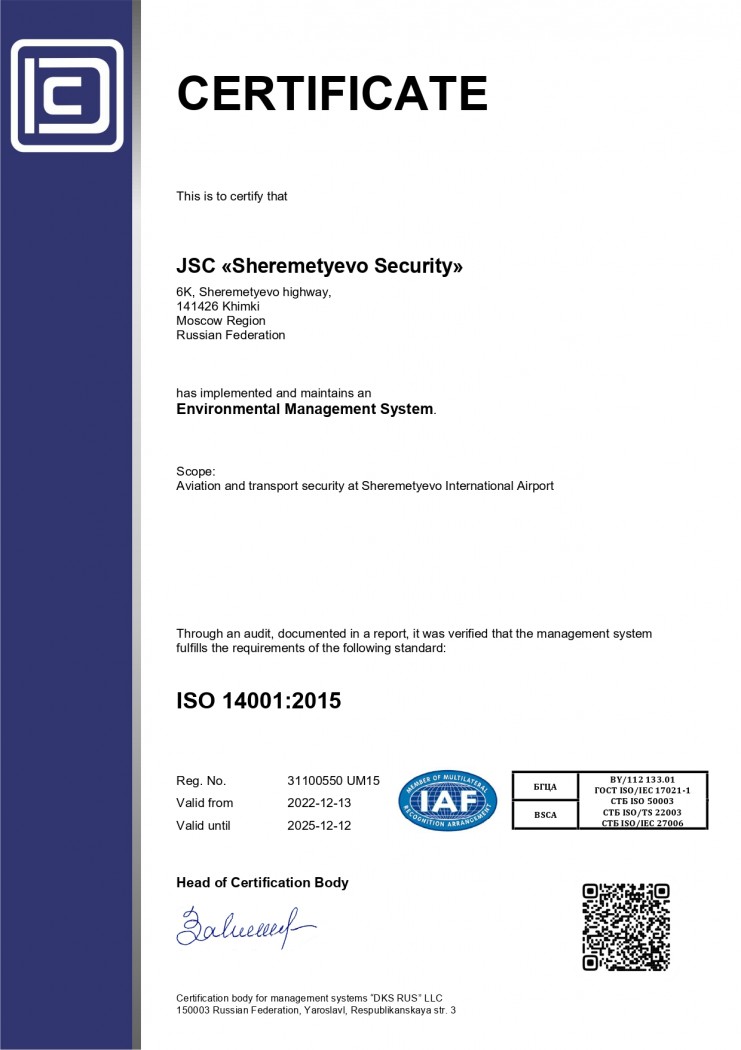 CERTIFICATE
This is to certify that
JSC «Sheremetyevo Security»
6K, Sheremetyevo highway,
141426 Khimki
Moscow Region
Russian Federation
has implemented and maintains an
Environmental Management System.
Scope:
Aviation and transport security at Sheremetyevo International Airport
Through an audit, documented in a report, it was verified that the management system
fulfills the requirements of the following standard:
ISO 14001:2015
Reg. No. 31100550 UM15
Valid from 2022-12-13
Valid until 2025-12-12
MEMBER OF MULTILATERAL
IAF
RECOGNITION ARRANGEMENT
БГЦА
BSCA
BY/112 133.01
ГОСТ ISO/IEC 17021-1
СТБ ISO 50003
СТБ ISO/TS 22003
СТБ ISO/IEC 27006
Head of Certification Body
Certification body for management systems "DKS RUS" LLC
150003 Russian Federation, Yaroslavl, Respublikanskaya str. 3